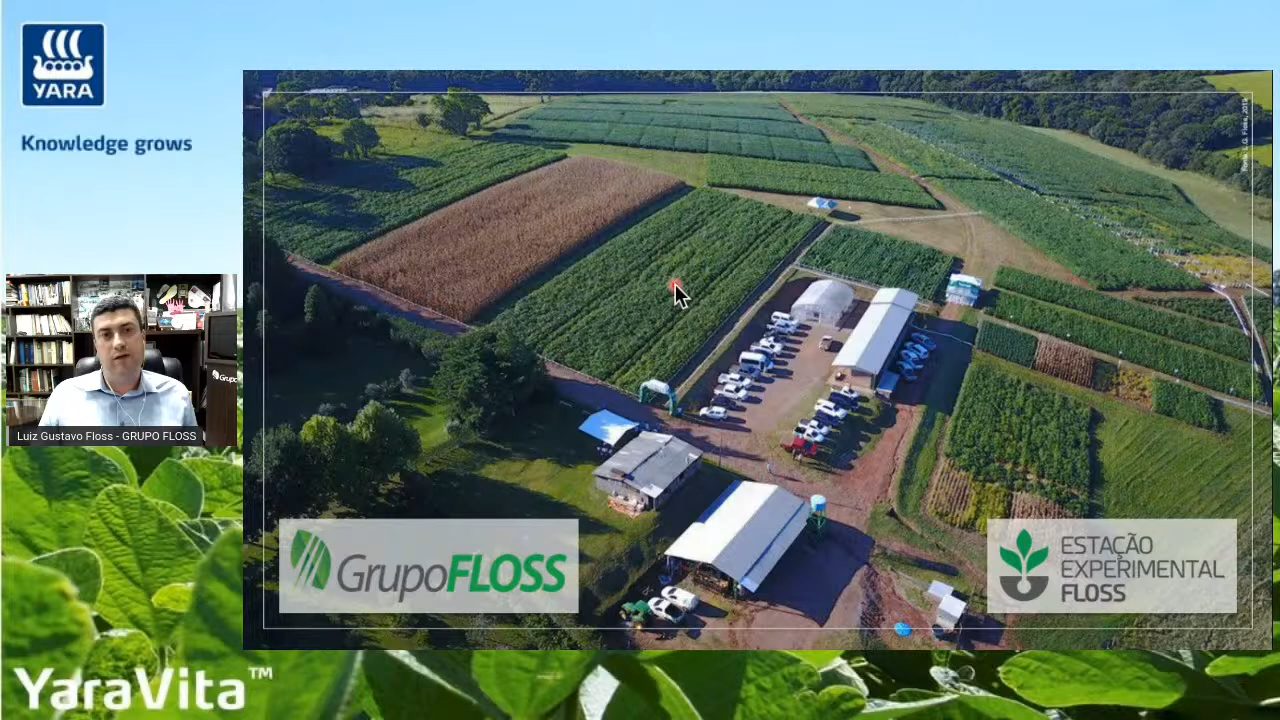 YARA
Knowledge grows
Luiz Gustavo Floss - GRUPO FLOSS
GrupoFLOSS
ESTAÇÃO
EXPERIMENTAL
FLOSS
YaraVita™